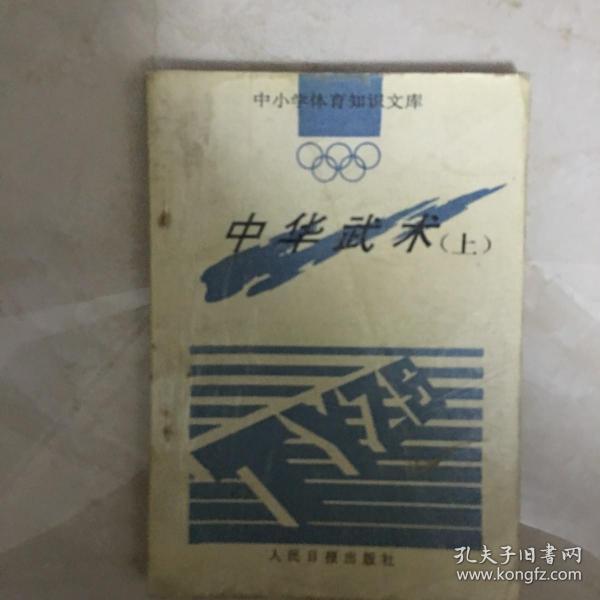 中小学体育知识文库
中华武术(上)
人民日报出版社
孔夫子旧书网
www.kongfz.com